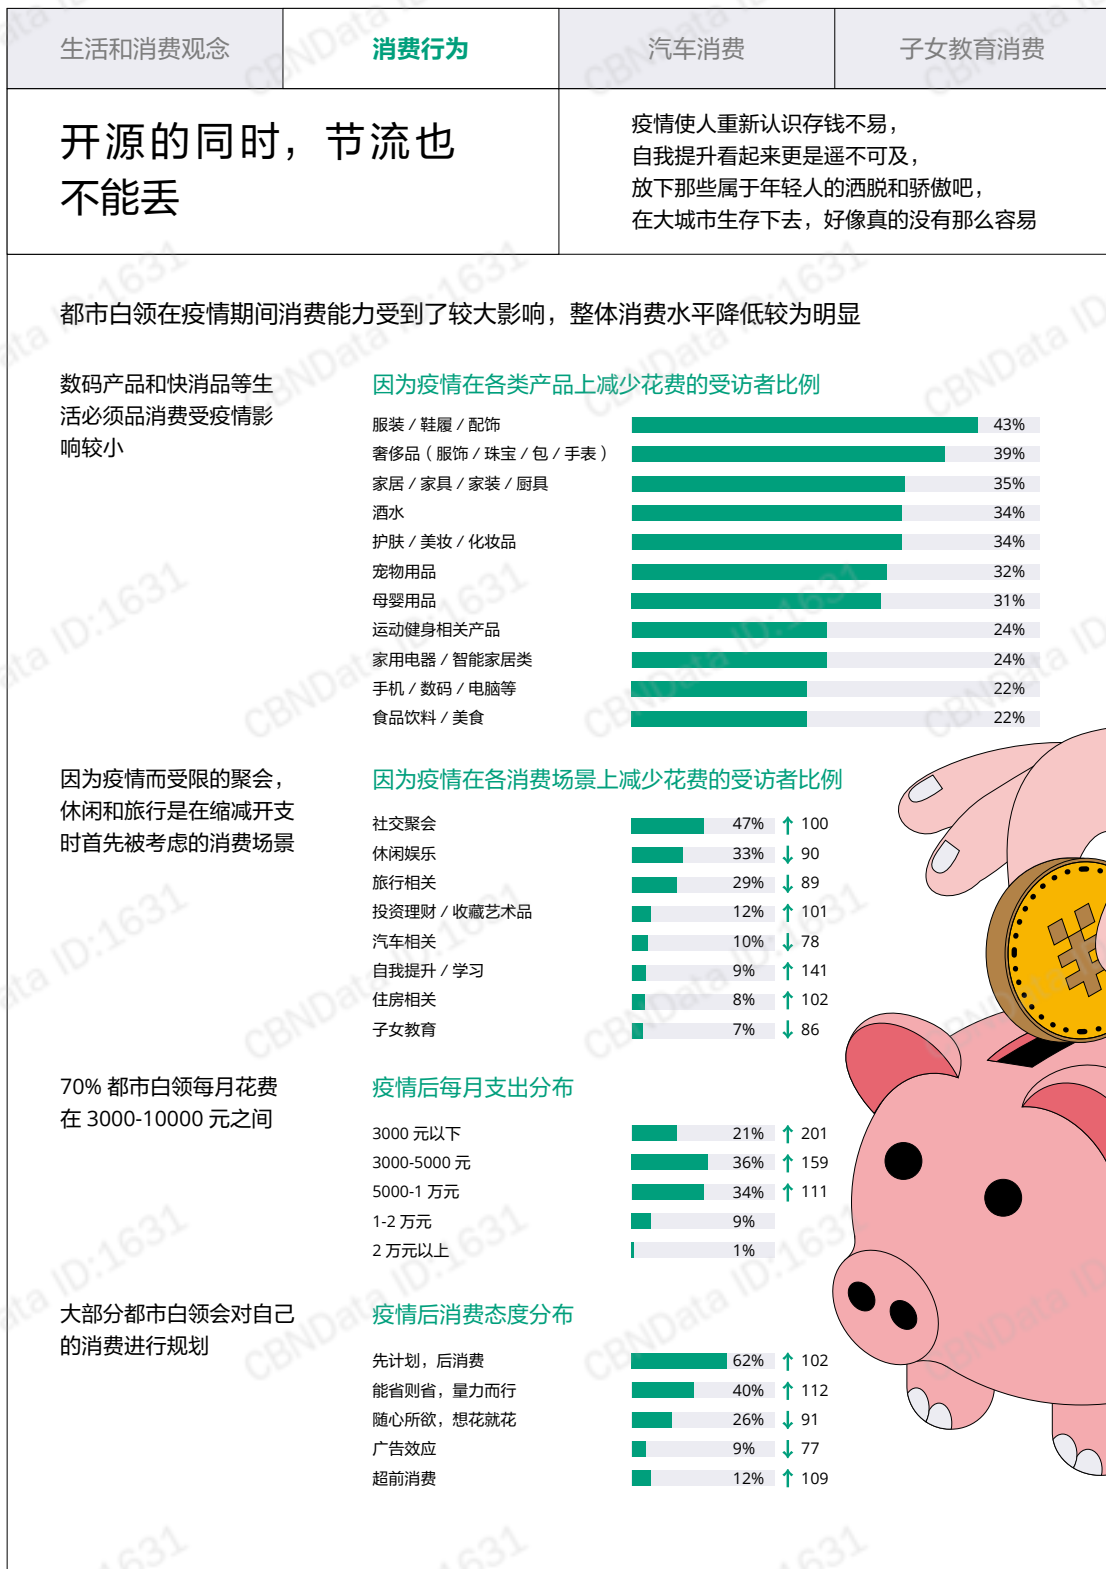 生活和消费观念
消费行为
汽车消费
子女教育消费
开源的同时，节流也
不能丢
疫情使人重新认识存钱不易，
自我提升看起来更是遥不可及，
放下那些属于年轻人的洒脱和骄傲吧，
在大城市生存下去，好像真的没有那么容易
都市白领在疫情期间消费能力受到了较大影响，整体消费水平降低较为明显
数码产品和快消品等生
活必须品消费受疫情影
响较小
因为疫情在各类产品上减少花费的受访者比例
服装 / 鞋履 / 配饰 43%
奢侈品（服饰 / 珠宝 / 包 / 手表） 39%
家居 / 家具 / 家装 / 厨具 35%
酒水 34%
护肤 / 美妆 / 化妆品 34%
宠物用品 32%
母婴用品 31%
运动健身相关产品 24%
家用电器 / 智能家居类 24%
手机 / 数码 / 电脑等 22%
食品饮料 / 美食 22%
因为疫情而受限的聚会，
休闲和旅行是在缩减开支
时首先被考虑的消费场景
因为疫情在各消费场景上减少花费的受访者比例
社交聚会 47% ↑ 100
休闲娱乐 33% ↓ 90
旅行相关 29% ↓ 89
投资理财 / 收藏艺术品 12% ↑ 101
汽车相关 10% ↓ 78
自我提升 / 学习 9% ↑ 141
住房相关 8% ↑ 102
子女教育 7% ↓ 86
70% 都市白领每月花费
在 3000-10000 元之间
疫情后每月支出分布
3000 元以下 21% ↑ 201
3000-5000 元 36% ↑ 159
5000-1 万元 34% ↑ 111
1-2 万元 9%
2 万元以上 1%
大部分都市白领会对自己
的消费进行规划
疫情后消费态度分布
先计划，后消费 62% ↑ 102
能省则省，量力而行 40% ↑ 112
随心所欲，想花就花 26% ↓ 91
广告效应 9% ↓ 77
超前消费 12% ↑ 109
CBNData ID:1631